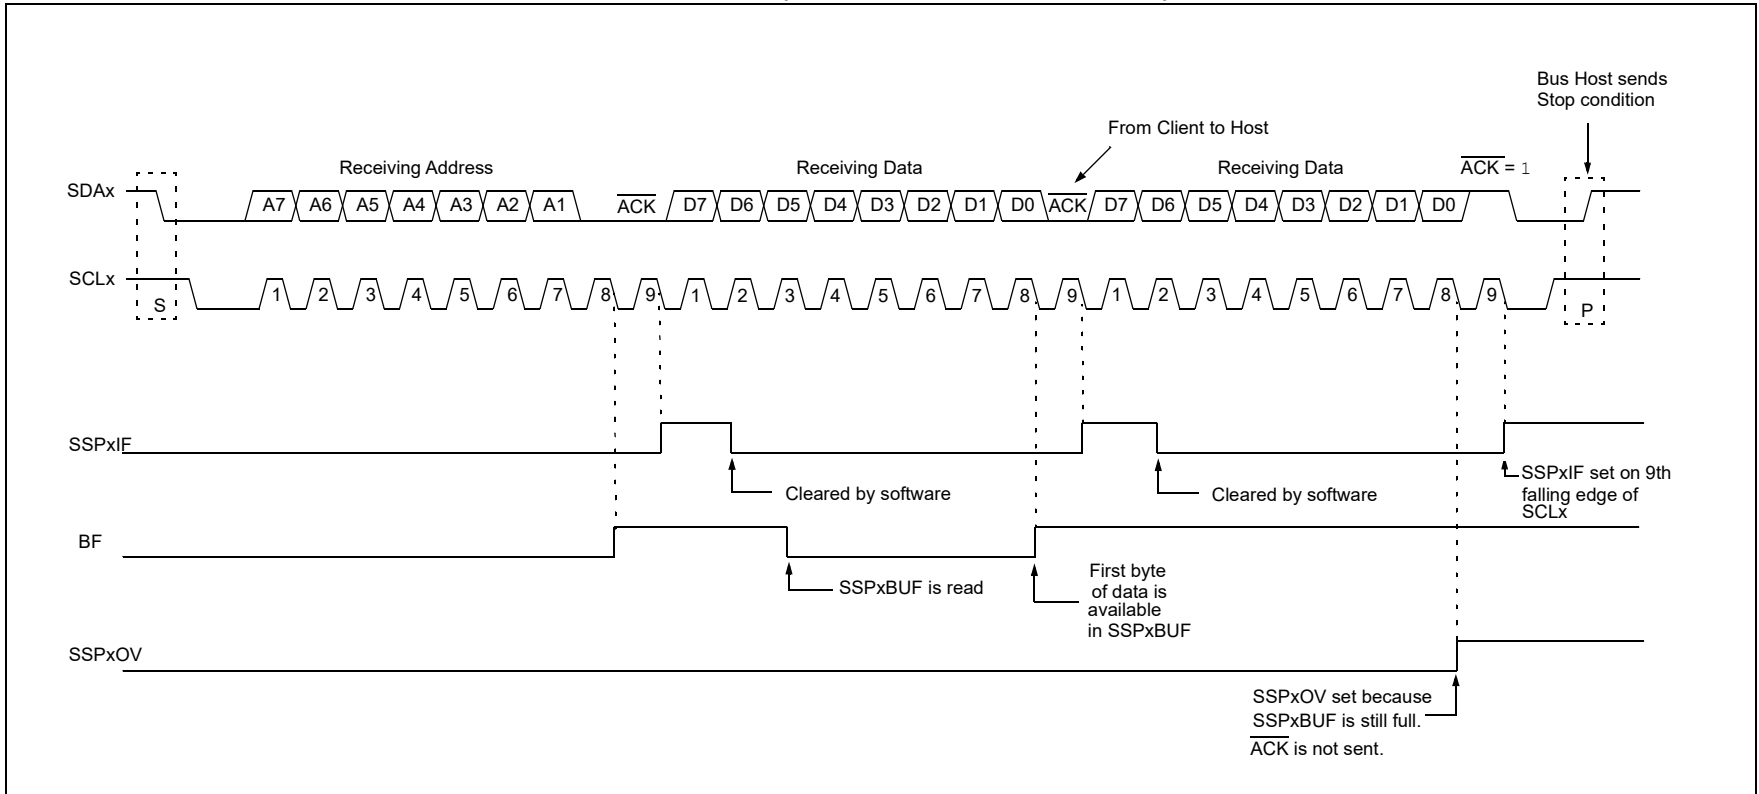 Bus Host sends
Stop condition
From Client to Host
Receiving Address
Receiving Data
Receiving Data
ACK = 1
SDAx
A7 A6 A5 A4 A3 A2 A1 ACK D7 D6 D5 D4 D3 D2 D1 D0 ACK D7 D6 D5 D4 D3 D2 D1 D0
SCLx
S
1 2 3 4 5 6 7 8 9 1 2 3 4 5 6 7 8 9 1 2 3 4 5 6 7 8 9
P
SSPxIF
Cleared by software
Cleared by software
SSPxIF set on 9th
falling edge of
SCLx
BF
SSPxBUF is read
First byte
of data is
available
in SSPxBUF
SSPxOV
SSPxOV set because
SSPxBUF is still full.
ACK is not sent.